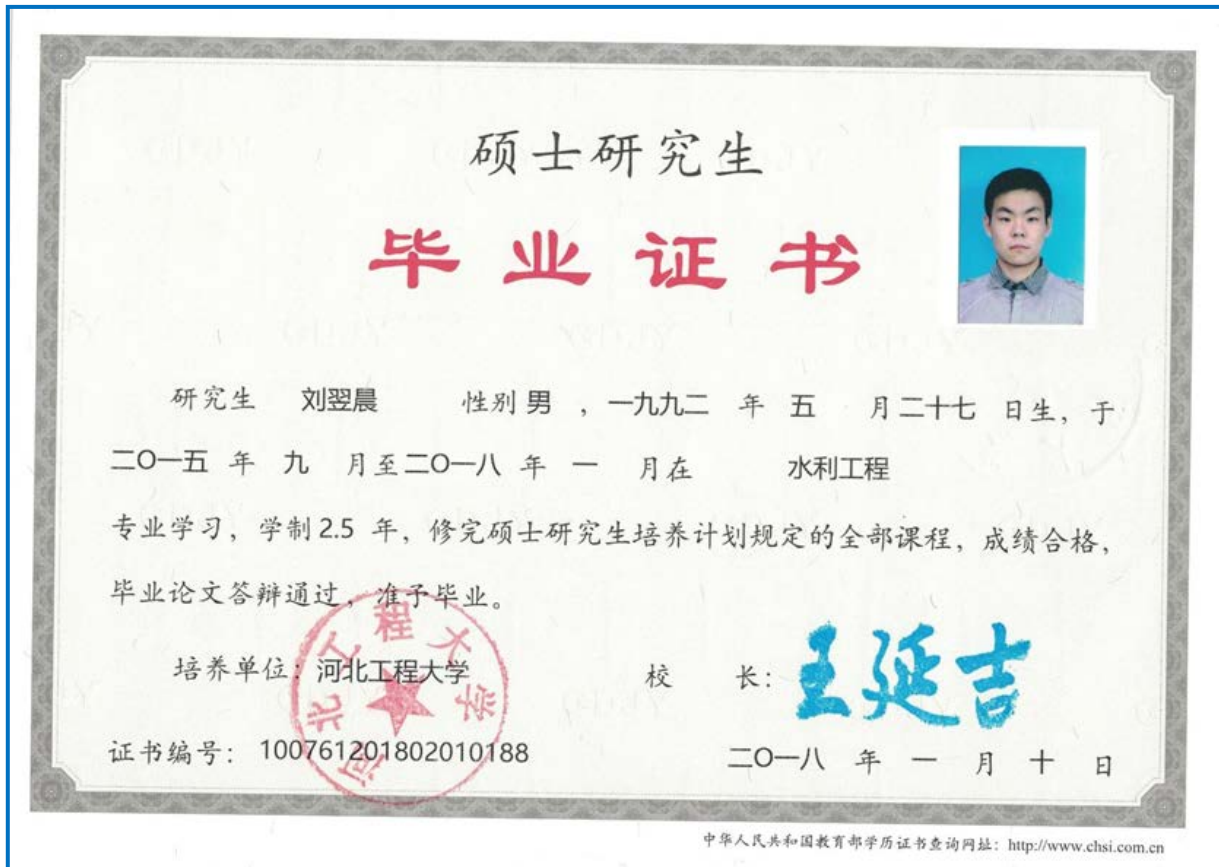 硕士研究生
毕业证书
研究生 刘翌晨 性别 男 ，一九九二 年 五 月 二十七 日生，于
二〇一五 年 九 月至 二〇一八 年 一 月在 水利工程
专业学习，学制 2.5 年，修完硕士研究生培养计划规定的全部课程，成绩合格，
毕业论文答辩通过，准予毕业。
培养单位：河北工程大学 校 长：王延吉
河北工程大学
证书编号：100761201802010188 二〇一八 年 一 月 十 日
中华人民共和国教育部学历证书查询网址：http://www.chsi.com.cn